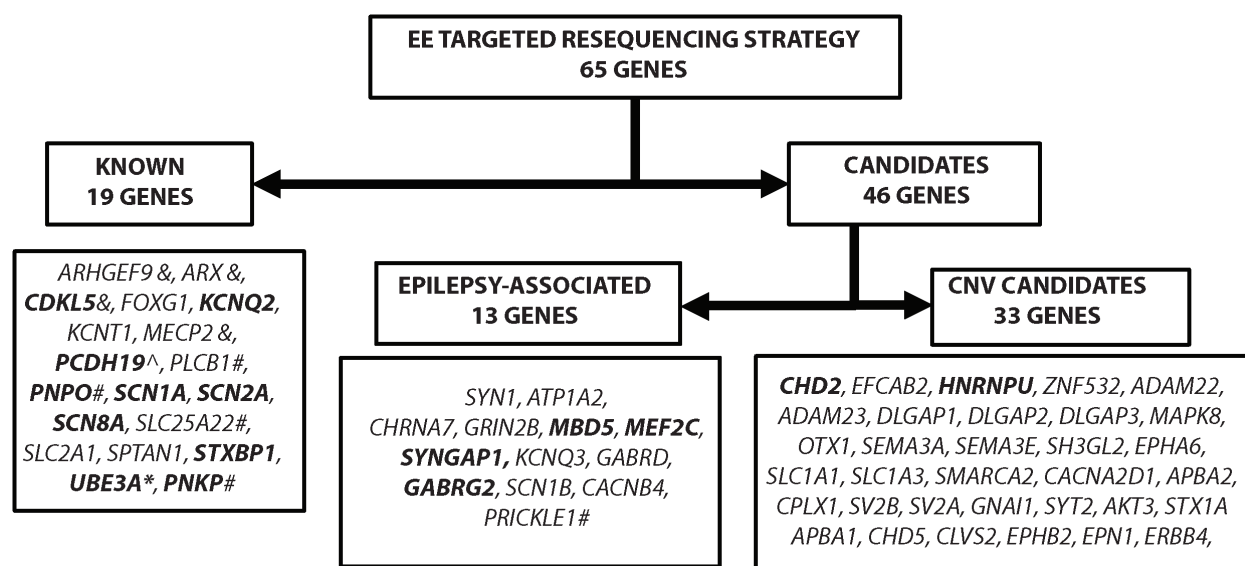 EE TARGETED RESEQUENCING STRATEGY
65 GENES
KNOWN
19 GENES
CANDIDATES
46 GENES
ARHGEF9 &, ARX &,
CDKL5&, FOXG1, KCNQ2,
KCNT1, MECP2 &,
PCDH19^, PLCB1#,
PNPO#, SCN1A, SCN2A,
SCN8A, SLC25A22#,
SLC2A1, SPTAN1, STXBP1,
UBE3A*, PNKP#
EPILEPSY-ASSOCIATED
13 GENES
CNV CANDIDATES
33 GENES
SYN1, ATP1A2,
CHRNA7, GRIN2B, MBD5, MEF2C,
SYNGAP1, KCNQ3, GABRD,
GABRG2, SCN1B, CACNB4,
PRICKLE1#
CHD2, EFCAB2, HNRNPU, ZNF532, ADAM22,
ADAM23, DLGAP1, DLGAP2, DLGAP3, MAPK8,
OTX1, SEMA3A, SEMA3E, SH3GL2, EPHA6,
SLC1A1, SLC1A3, SMARCA2, CACNA2D1, APBA2,
CPLX1, SV2B, SV2A, GNAI1, SYT2, AKT3, STX1A
APBA1, CHD5, CLVS2, EPHB2, EPN1, ERBB4,